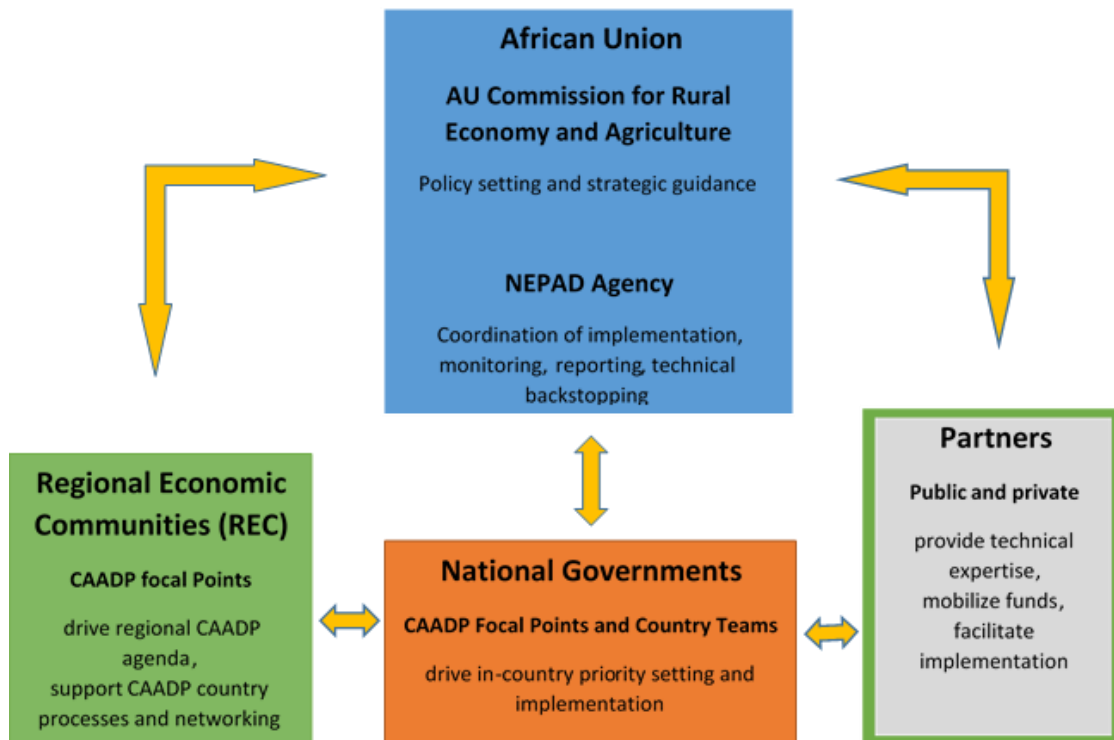 African Union
AU Commission for Rural
Economy and Agriculture
Policy setting and strategic guidance
NEPAD Agency
Coordination of implementation,
monitoring, reporting, technical
backstopping
Regional Economic
Communities (REC)
CAADP focal Points
drive regional CAADP
agenda,
support CAADP country
processes and networking
National Governments
CAADP Focal Points and Country Teams
drive in-country priority setting and
implementation
Partners
Public and private
provide technical
expertise,
mobilize funds,
facilitate
implementation